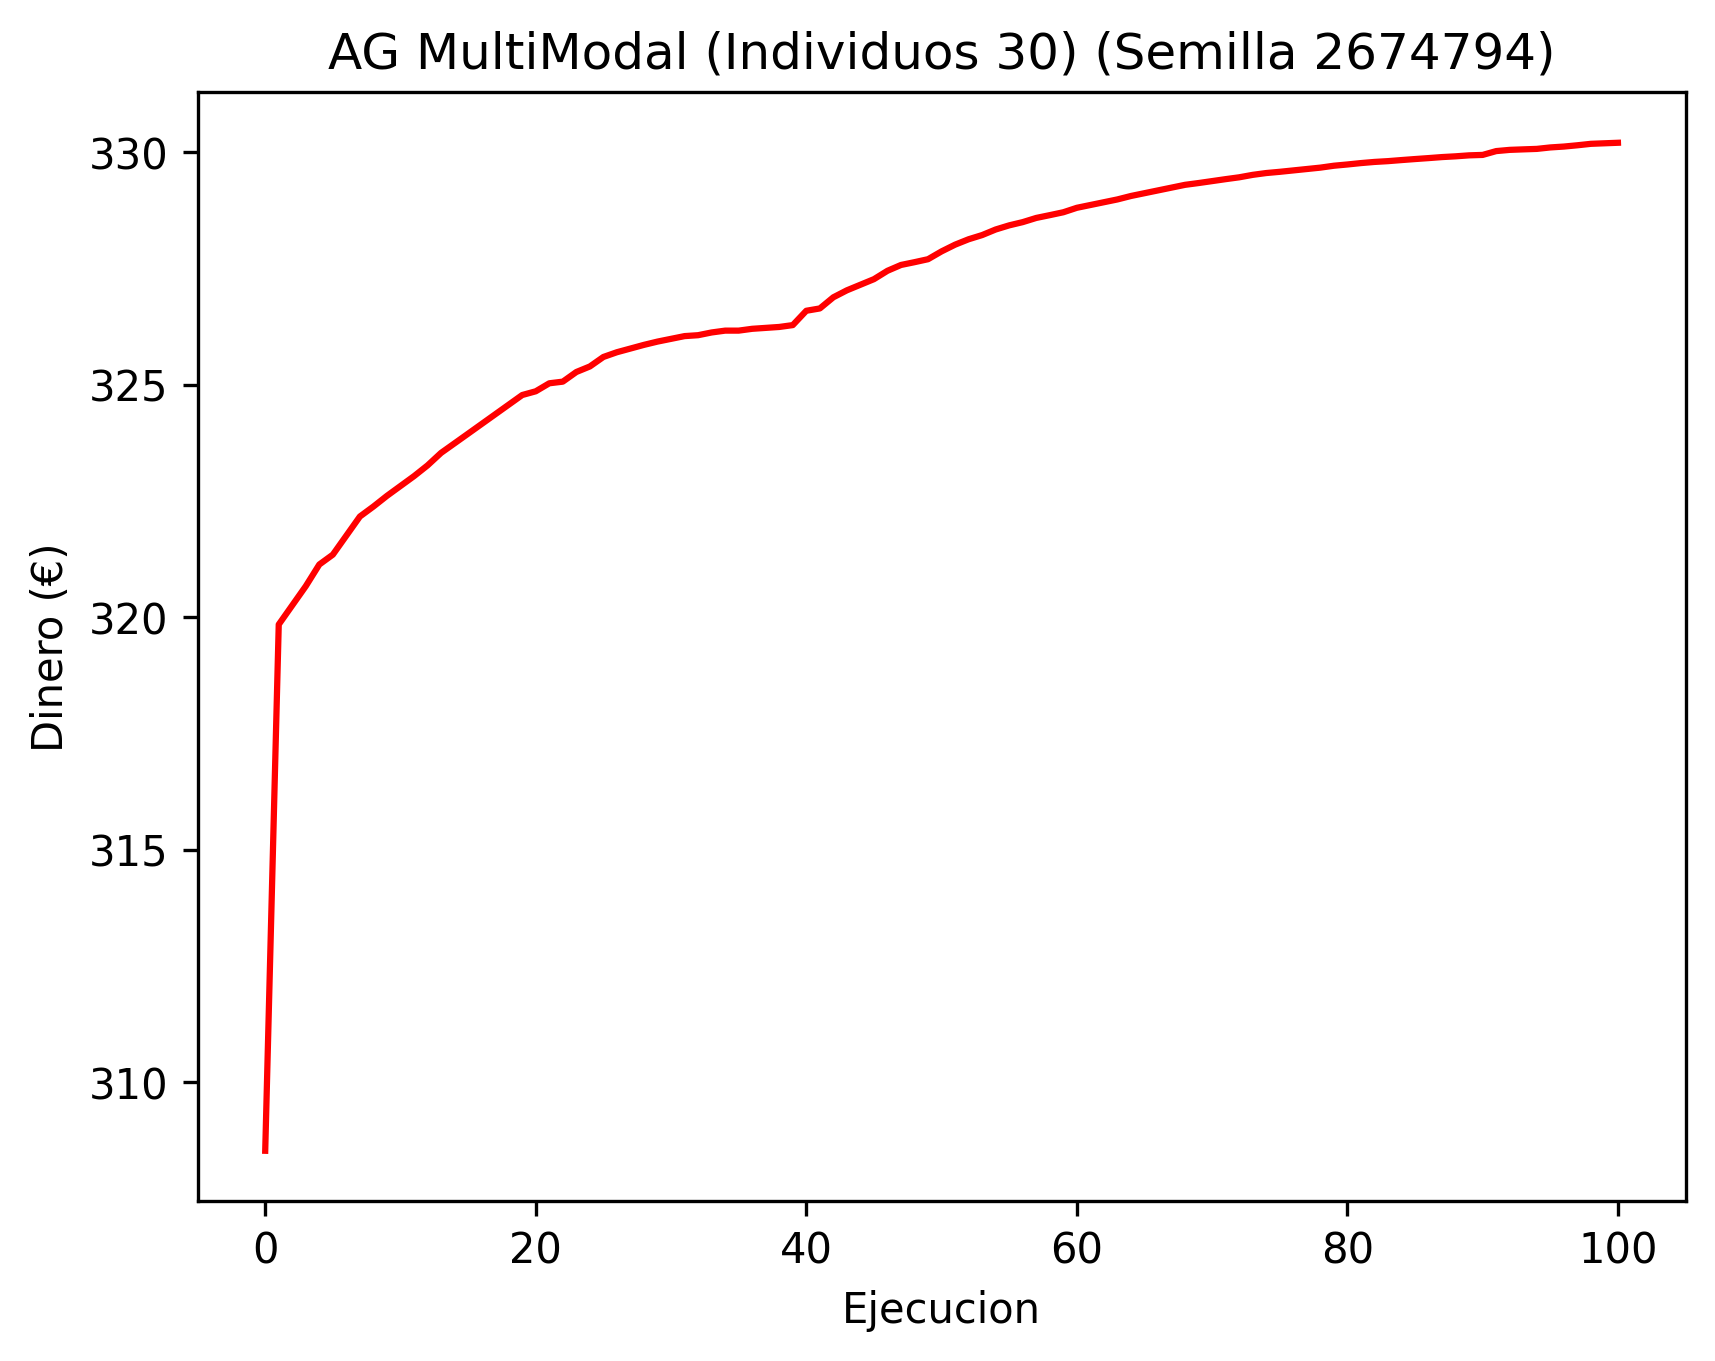 AG MultiModal (Individuos 30) (Semilla 2674794)
330
325
320
315
310
Dinero (€)
0 20 40 60 80 100
Ejecucion